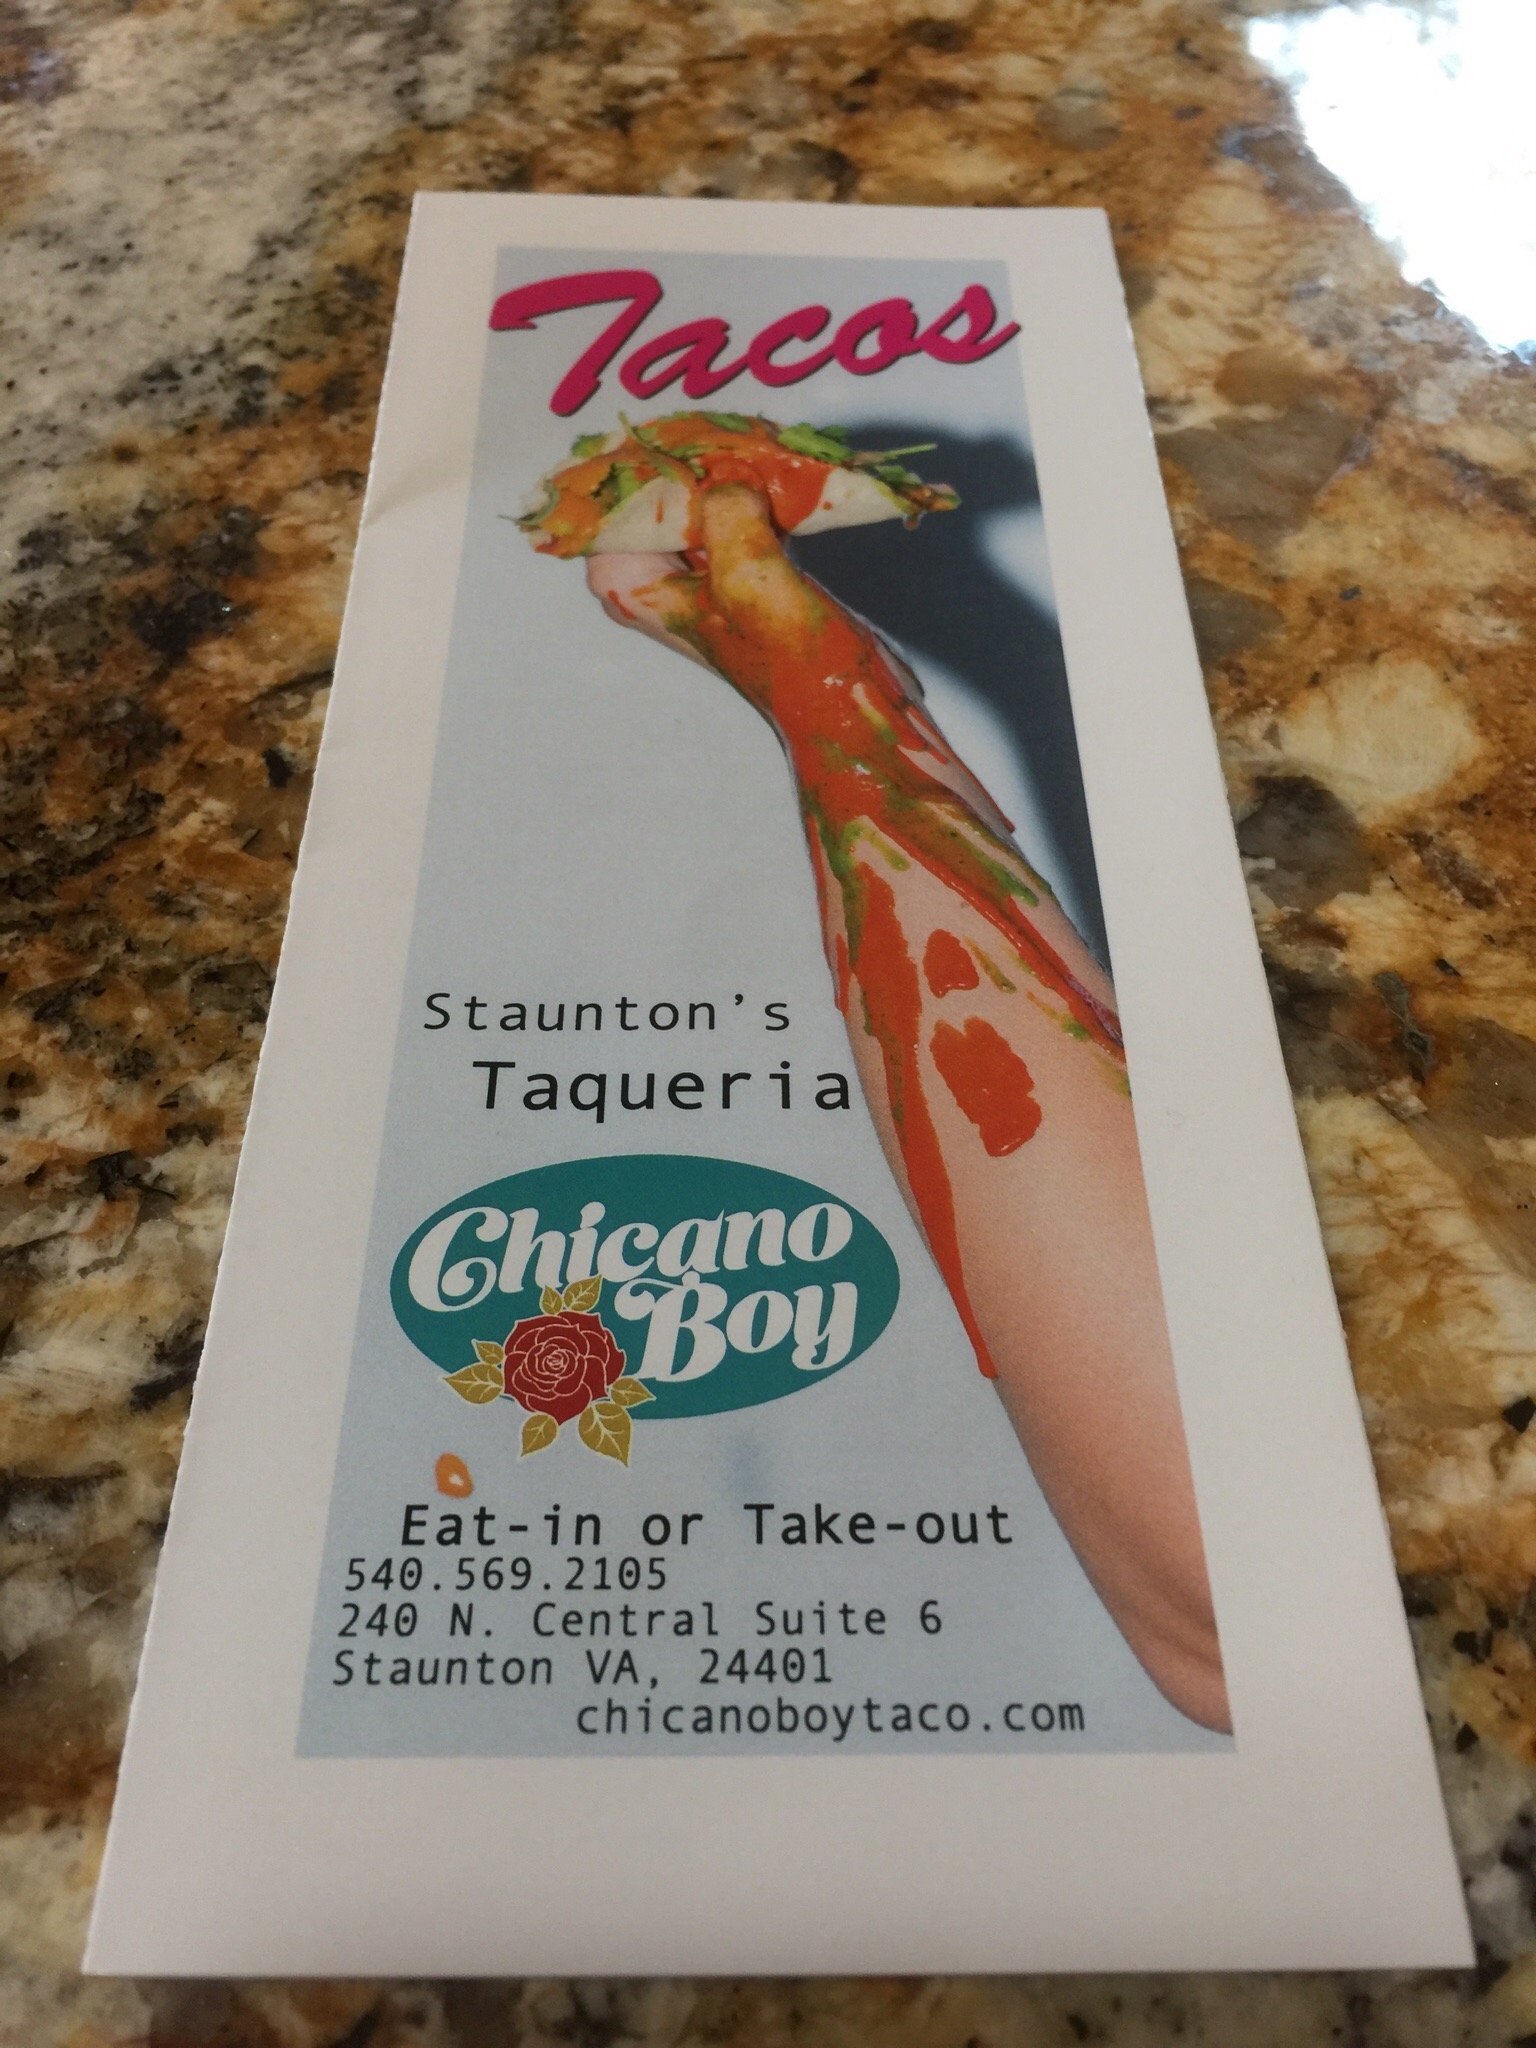 Tacos
Staunton's
Taqueria
Chicano
Boy
Eat-in or Take-out
540.569.2105
240 N. Central Suite 6
Staunton VA, 24401
chicanoboytaco.com